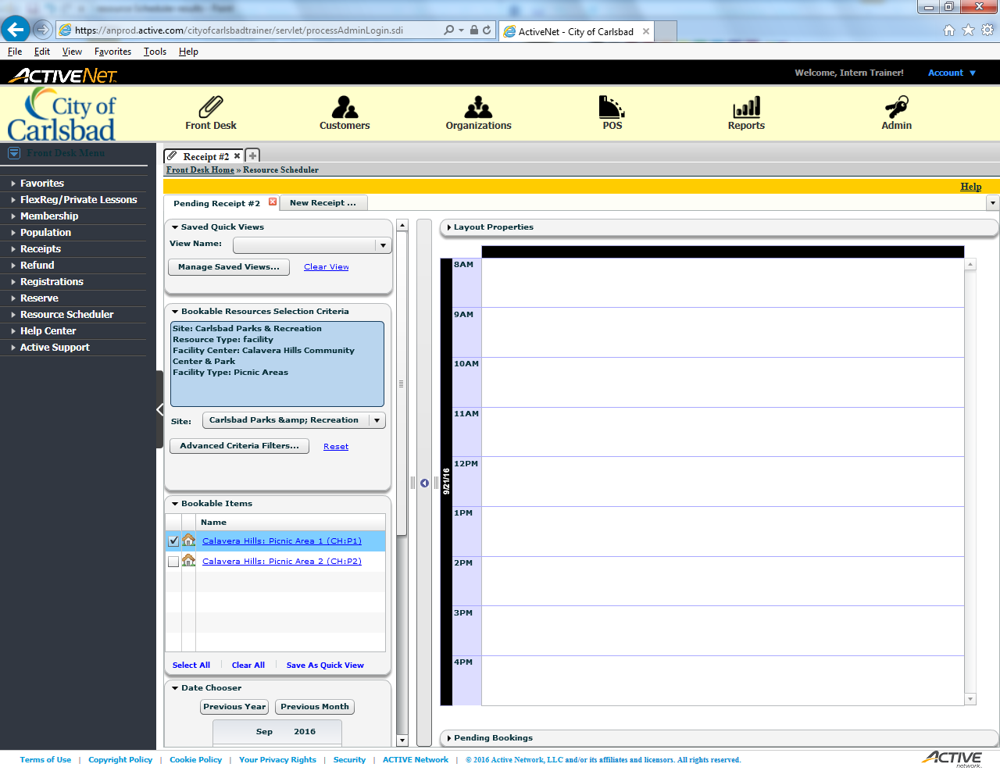 https://anprod.active.com/cityofcarlsbadtrainer/servlet/processAdminLogin.sdi
ActiveNet - City of Carlsbad
File Edit View Favorites Tools Help
ACTIVENET
Welcome, Intern Trainer!
Account
City of
Carlsbad
Front Desk
Customers
Organizations
POS
Reports
Admin
Front Desk Menu
Favorites
FlexReg/Private Lessons
Membership
Population
Receipts
Refund
Registrations
Reserve
Resource Scheduler
Help Center
Active Support
Receipt #2
Front Desk Home » Resource Scheduler
Help
Pending Receipt #2
New Receipt ...
Saved Quick Views
View Name:
Manage Saved Views...
Clear View
Bookable Resources Selection Criteria
Site: Carlsbad Parks & Recreation
Resource Type: facility
Facility Center: Calavera Hills Community
Center & Park
Facility Type: Picnic Areas
Site:
Carlsbad Parks &amp; Recreation
Advanced Criteria Filters...
Reset
Bookable Items
Name
Calavera Hills: Picnic Area 1 (CH:P1)
Calavera Hills: Picnic Area 2 (CH:P2)
Select All
Clear All
Save As Quick View
Date Chooser
Previous Year
Previous Month
Sep 2016
Layout Properties
9/21/16
8AM
9AM
10AM
11AM
12PM
1PM
2PM
3PM
4PM
Pending Bookings
Terms of Use | Copyright Policy | Cookie Policy | Your Privacy Rights | Security | ACTIVE Network | © 2016 Active Network, LLC and/or its affiliates and licensors. All rights reserved.
ACTIVE
network